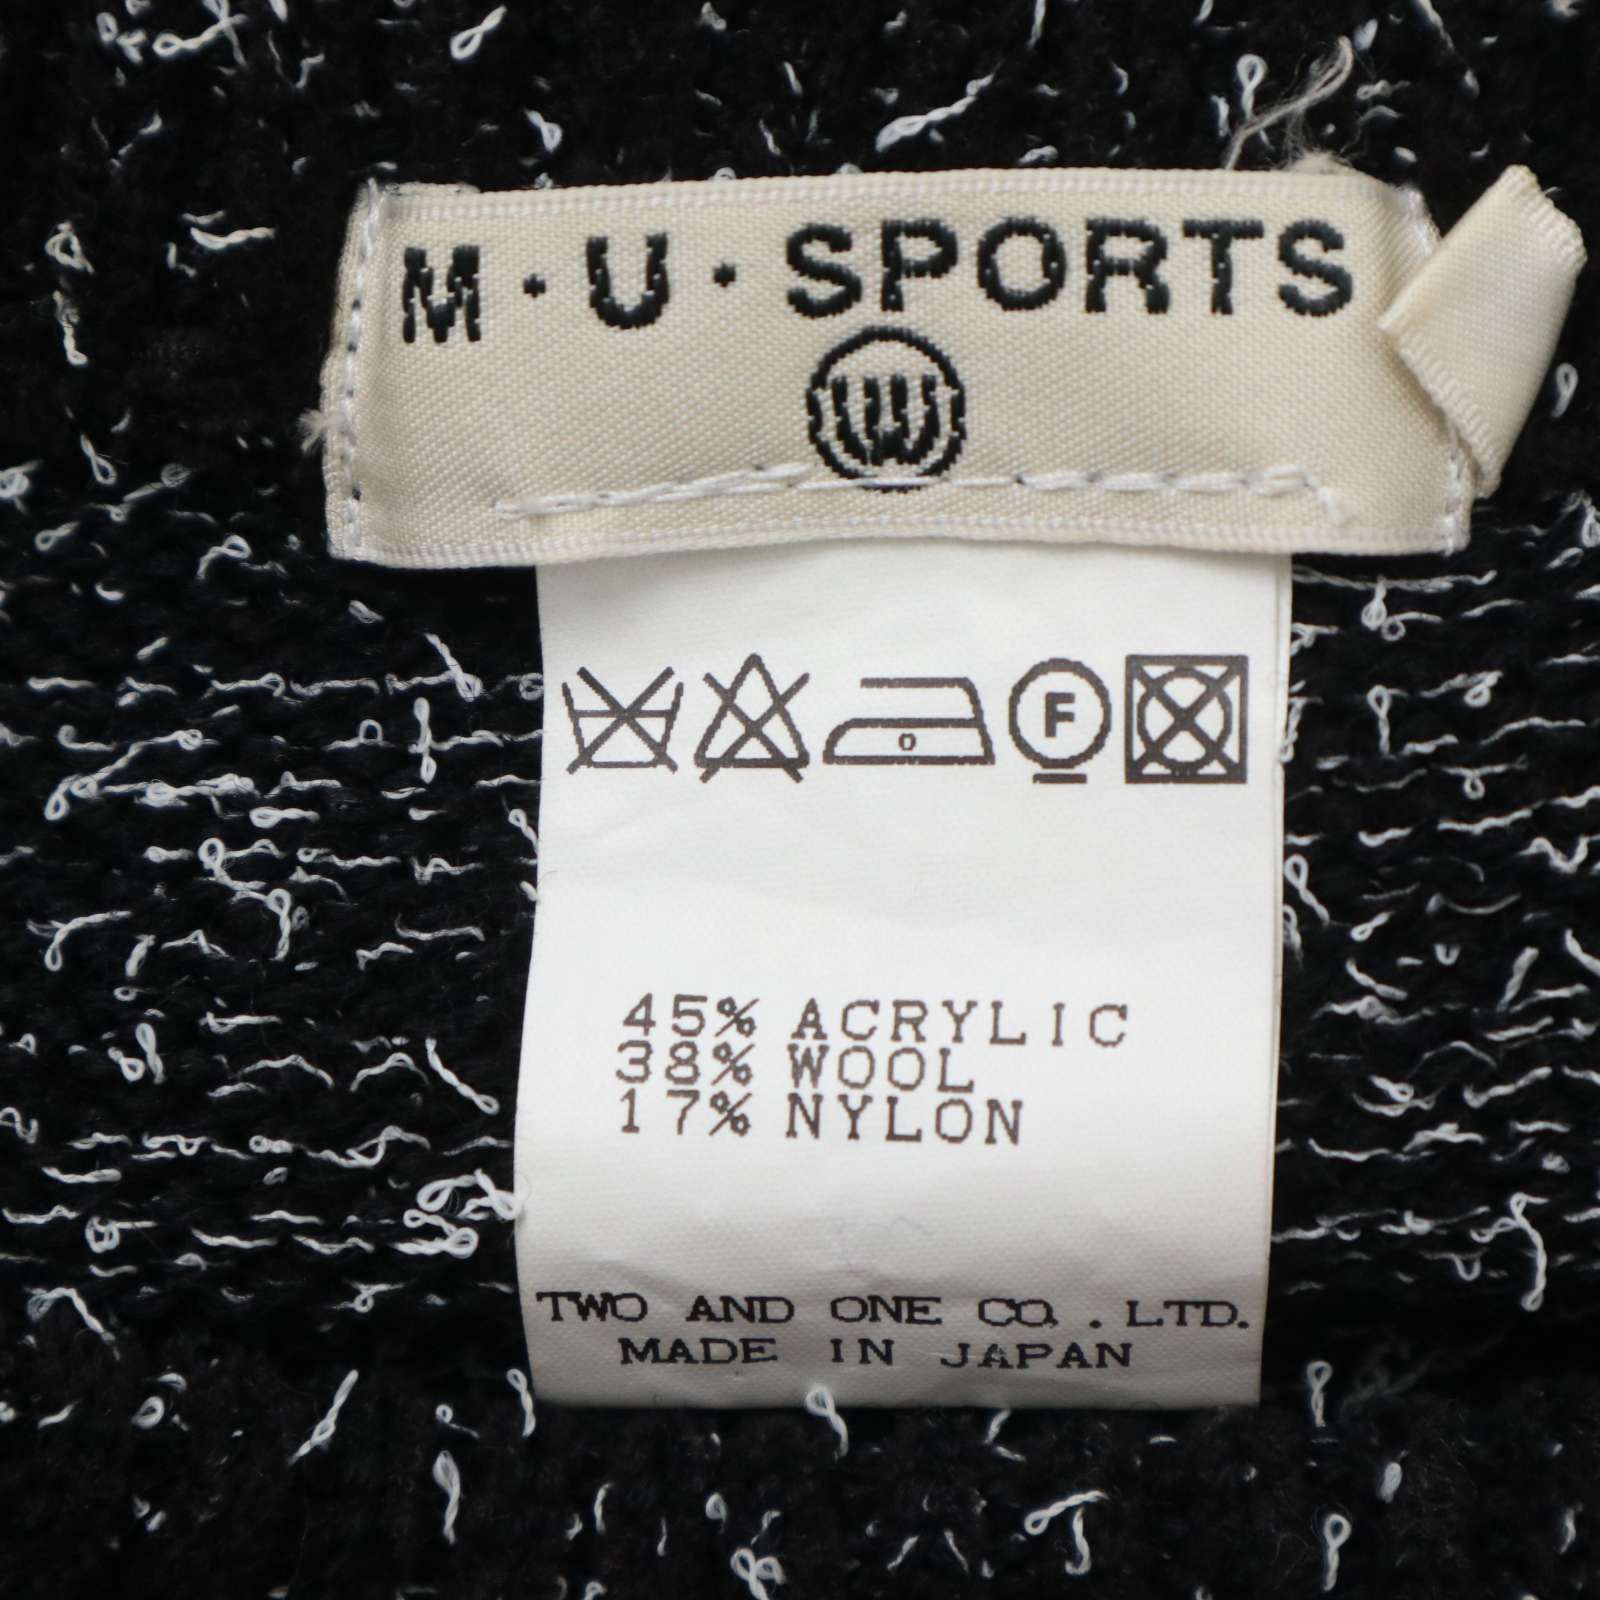 M·U·SPORTS
F
45% ACRYLIC
38% WOOL
17% NYLON
TWO AND ONE CO.. LTD.
MADE IN JAPAN